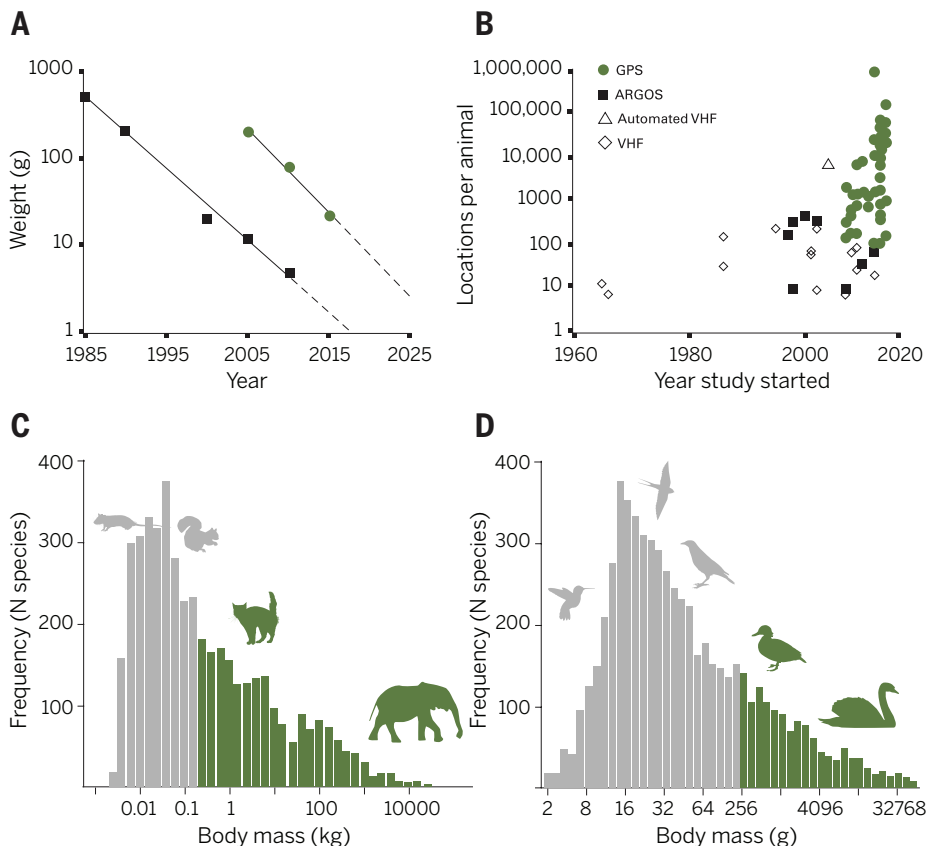 A
Weight (g)
1000
100
10
1
1985
1995
2005
2015
2025
Year
B
Locations per animal
1,000,000
100,000
10,000
1000
100
10
1
GPS
ARGOS
Automated VHF
VHF
1960
1980
2000
2020
Year study started
C
Frequency (N species)
400
300
200
100
0.01
0.1
1
100
10000
Body mass (kg)
D
Frequency (N species)
400
300
200
100
2
8
16
32
64
256
4096
32768
Body mass (g)